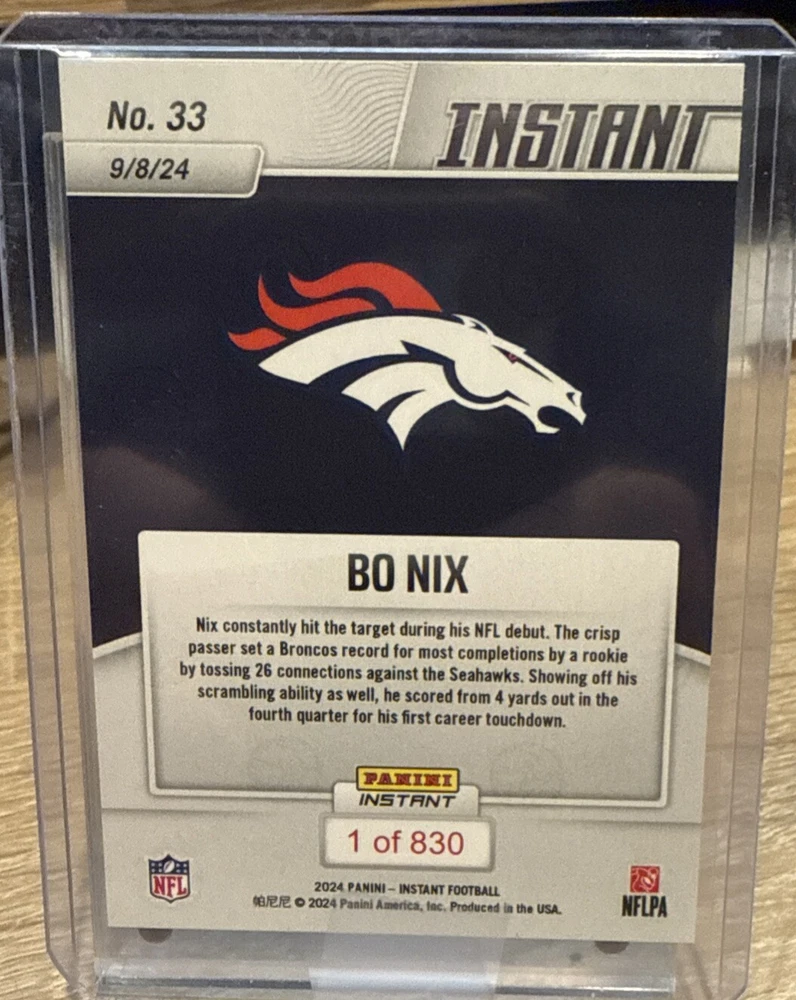 No. 33
INSTANT
9/8/24
BO NIX
Nix constantly hit the target during his NFL debut. The crisp
passer set a Broncos record for most completions by a rookie
by tossing 26 connections against the Seahawks. Showing off his
scrambling ability as well, he scored from 4 yards out in the
fourth quarter for his first career touchdown.
PANINI
INSTANT
1 of 830
NFL
2024 PANINI – INSTANT FOOTBALL
帕尼尼 © 2024 Panini America, Inc. Produced in the USA.
NFLPA